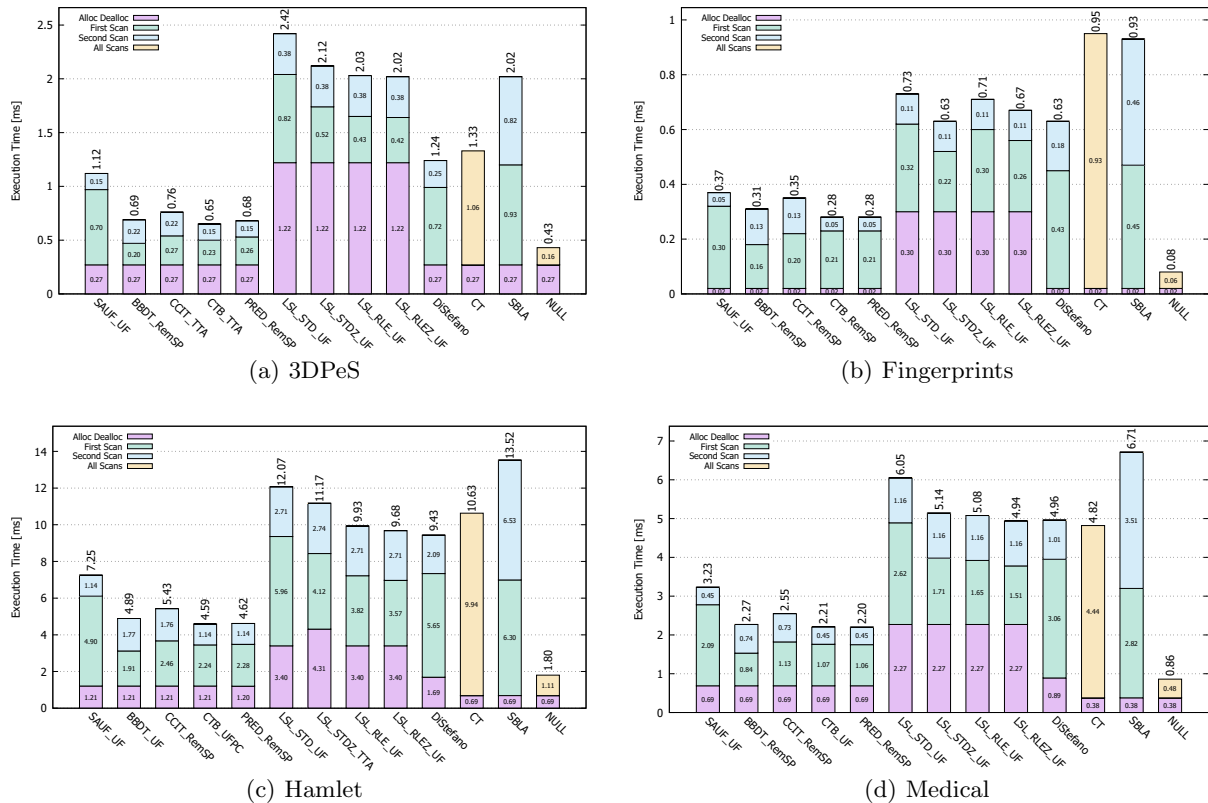 Execution Time [ms]
2.5
2
1.5
1
0.5
0
Alloc Dealloc
First Scan
Second Scan
All Scans
1.12 0.69 0.76 0.65 0.68 2.42 2.12 2.03 2.02 1.24 1.33 2.02 0.43
0.15 0.22 0.22 0.15 0.15 0.38 0.38 0.38 0.38 0.25 1.06 0.82 0.16
0.70 0.20 0.27 0.23 0.26 0.82 0.52 0.43 0.42 0.72 0.93
0.27 0.27 0.27 0.27 0.27 1.22 1.22 1.22 1.22 0.27 0.27 0.27 0.27
SAUF_UF BBDT_RemSP CCIT_TTA CTB_TTA PRED_RemSP LSL_STD_UF LSL_STDZ_UF LSL_RLE_UF LSL_RLEZ_UF DiStefano CT SBLA NULL
(a) 3DPeS
Execution Time [ms]
1
0.8
0.6
0.4
0.2
0
Alloc Dealloc
First Scan
Second Scan
All Scans
0.37 0.31 0.35 0.28 0.28 0.73 0.63 0.71 0.67 0.63 0.95 0.93 0.08
0.05 0.13 0.13 0.05 0.05 0.11 0.11 0.11 0.11 0.18 0.93 0.46 0.06
0.30 0.16 0.20 0.21 0.21 0.32 0.22 0.30 0.26 0.43 0.45
0.02 0.02 0.02 0.02 0.02 0.30 0.30 0.30 0.30 0.02 0.02 0.02 0.02
SAUF_UF BBDT_RemSP CCIT_RemSP CTB_RemSP PRED_RemSP LSL_STD_UF LSL_STDZ_UF LSL_RLE_UF LSL_RLEZ_UF DiStefano CT SBLA NULL
(b) Fingerprints
Execution Time [ms]
14
12
10
8
6
4
2
0
Alloc Dealloc
First Scan
Second Scan
All Scans
7.25 4.89 5.43 4.59 4.62 12.07 11.17 9.93 9.68 9.43 10.63 13.52 1.80
1.14 1.77 1.76 1.14 1.14 2.71 2.74 2.71 2.71 2.09 9.94 6.53 1.11
4.90 1.91 2.46 2.24 2.28 5.96 4.12 3.82 3.57 5.65 6.30
1.21 1.21 1.21 1.21 1.20 3.40 4.31 3.40 3.40 1.69 0.69 0.69 0.69
SAUF_UF BBDT_UF CCIT_RemSP CTB_UFPC PRED_RemSP LSL_STD_UF LSL_STDZ_TTA LSL_RLE_UF LSL_RLEZ_UF DiStefano CT SBLA NULL
(c) Hamlet
Execution Time [ms]
7
6
5
4
3
2
1
0
Alloc Dealloc
First Scan
Second Scan
All Scans
3.23 2.27 2.55 2.21 2.20 6.05 5.14 5.08 4.94 4.96 4.82 6.71 0.86
0.45 0.74 0.73 0.45 0.45 1.16 1.16 1.16 1.16 1.01 4.44 3.51 0.48
2.09 0.84 1.13 1.07 1.06 2.62 1.71 1.65 1.51 3.06 2.82
0.69 0.69 0.69 0.69 0.69 2.27 2.27 2.27 2.27 0.89 0.38 0.38 0.38
SAUF_UF BBDT_RemSP CCIT_RemSP CTB_UF PRED_RemSP LSL_STD_UF LSL_STDZ_UF LSL_RLE_UF LSL_RLEZ_UF DiStefano CT SBLA NULL
(d) Medical